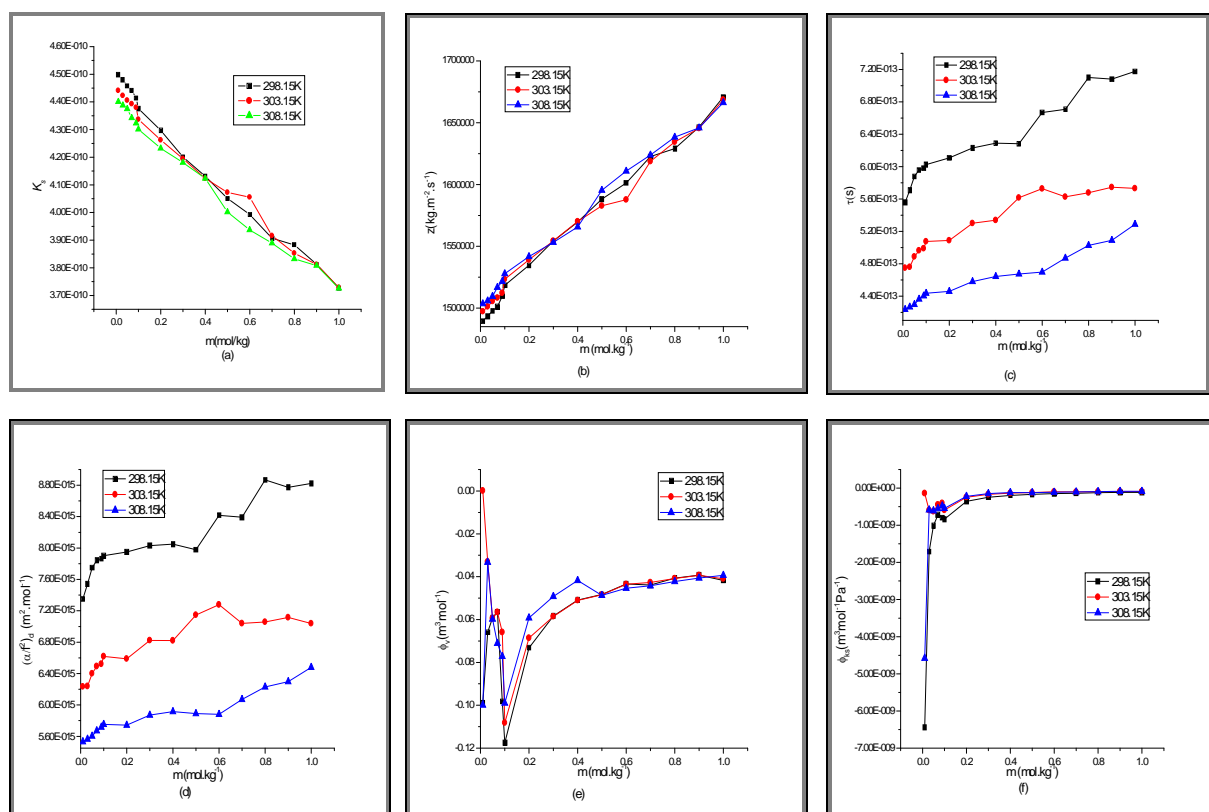 4.60E-010
4.50E-010
4.40E-010
4.30E-010
4.20E-010
4.10E-010
4.00E-010
3.90E-010
3.80E-010
3.70E-010
Ks
298.15K
303.15K
308.15K
0.0 0.2 0.4 0.6 0.8 1.0
m(mol/kg)
(a)
1700000
1650000
1600000
1550000
1500000
z(kg.m-2.s-1)
298.15K
303.15K
308.15K
0.0 0.2 0.4 0.6 0.8 1.0
m(mol.kg-1)
(b)
7.20E-013
6.80E-013
6.40E-013
6.00E-013
5.60E-013
5.20E-013
4.80E-013
4.40E-013
τ(s)
298.15K
303.15K
308.15K
0.0 0.2 0.4 0.6 0.8 1.0
m(mol.kg-1)
(c)
8.80E-015
8.40E-015
8.00E-015
7.60E-015
7.20E-015
6.80E-015
6.40E-015
6.00E-015
5.60E-015
(α/f2)d (m2.mol-1)
298.15K
303.15K
308.15K
0.0 0.2 0.4 0.6 0.8 1.0
m(mol.kg-1)
(d)
0.00
-0.02
-0.04
-0.06
-0.08
-0.10
-0.12
ϕv(m3mol-1)
298.15K
303.15K
308.15K
0.0 0.2 0.4 0.6 0.8 1.0
m(mol.kg-1)
(e)
0.00E+000
-1.00E-009
-2.00E-009
-3.00E-009
-4.00E-009
-5.00E-009
-6.00E-009
-7.00E-009
ϕks(m3mol-1Pa-1)
298.15K
303.15K
308.15K
0.0 0.2 0.4 0.6 0.8 1.0
m(mol.kg-1)
(f)